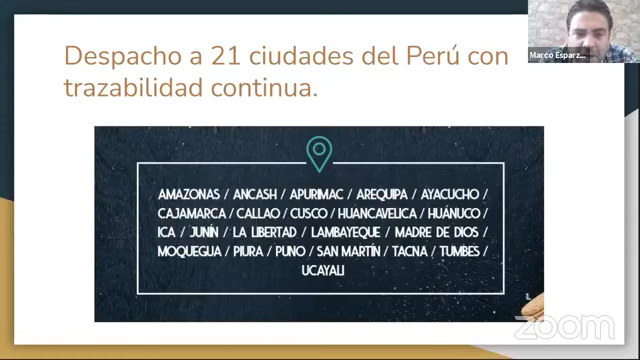 Despacho a 21 ciudades del Perú con
trazabilidad continua.
Marco Esparz...
AMAZONAS / ANCASH / APURIMAC / AREQUIPA / AYACUCHO /
CAJAMARCA / CALLAO / CUSCO / HUANCAVELICA / HUÁNUCO /
ICA / JUNÍN / LA LIBERTAD / LAMBAYEQUE / MADRE DE DIOS /
MOQUEGUA / PIURA / PUNO / SAN MARTÍN / TACNA / TUMBES /
UCAYALI
zoom